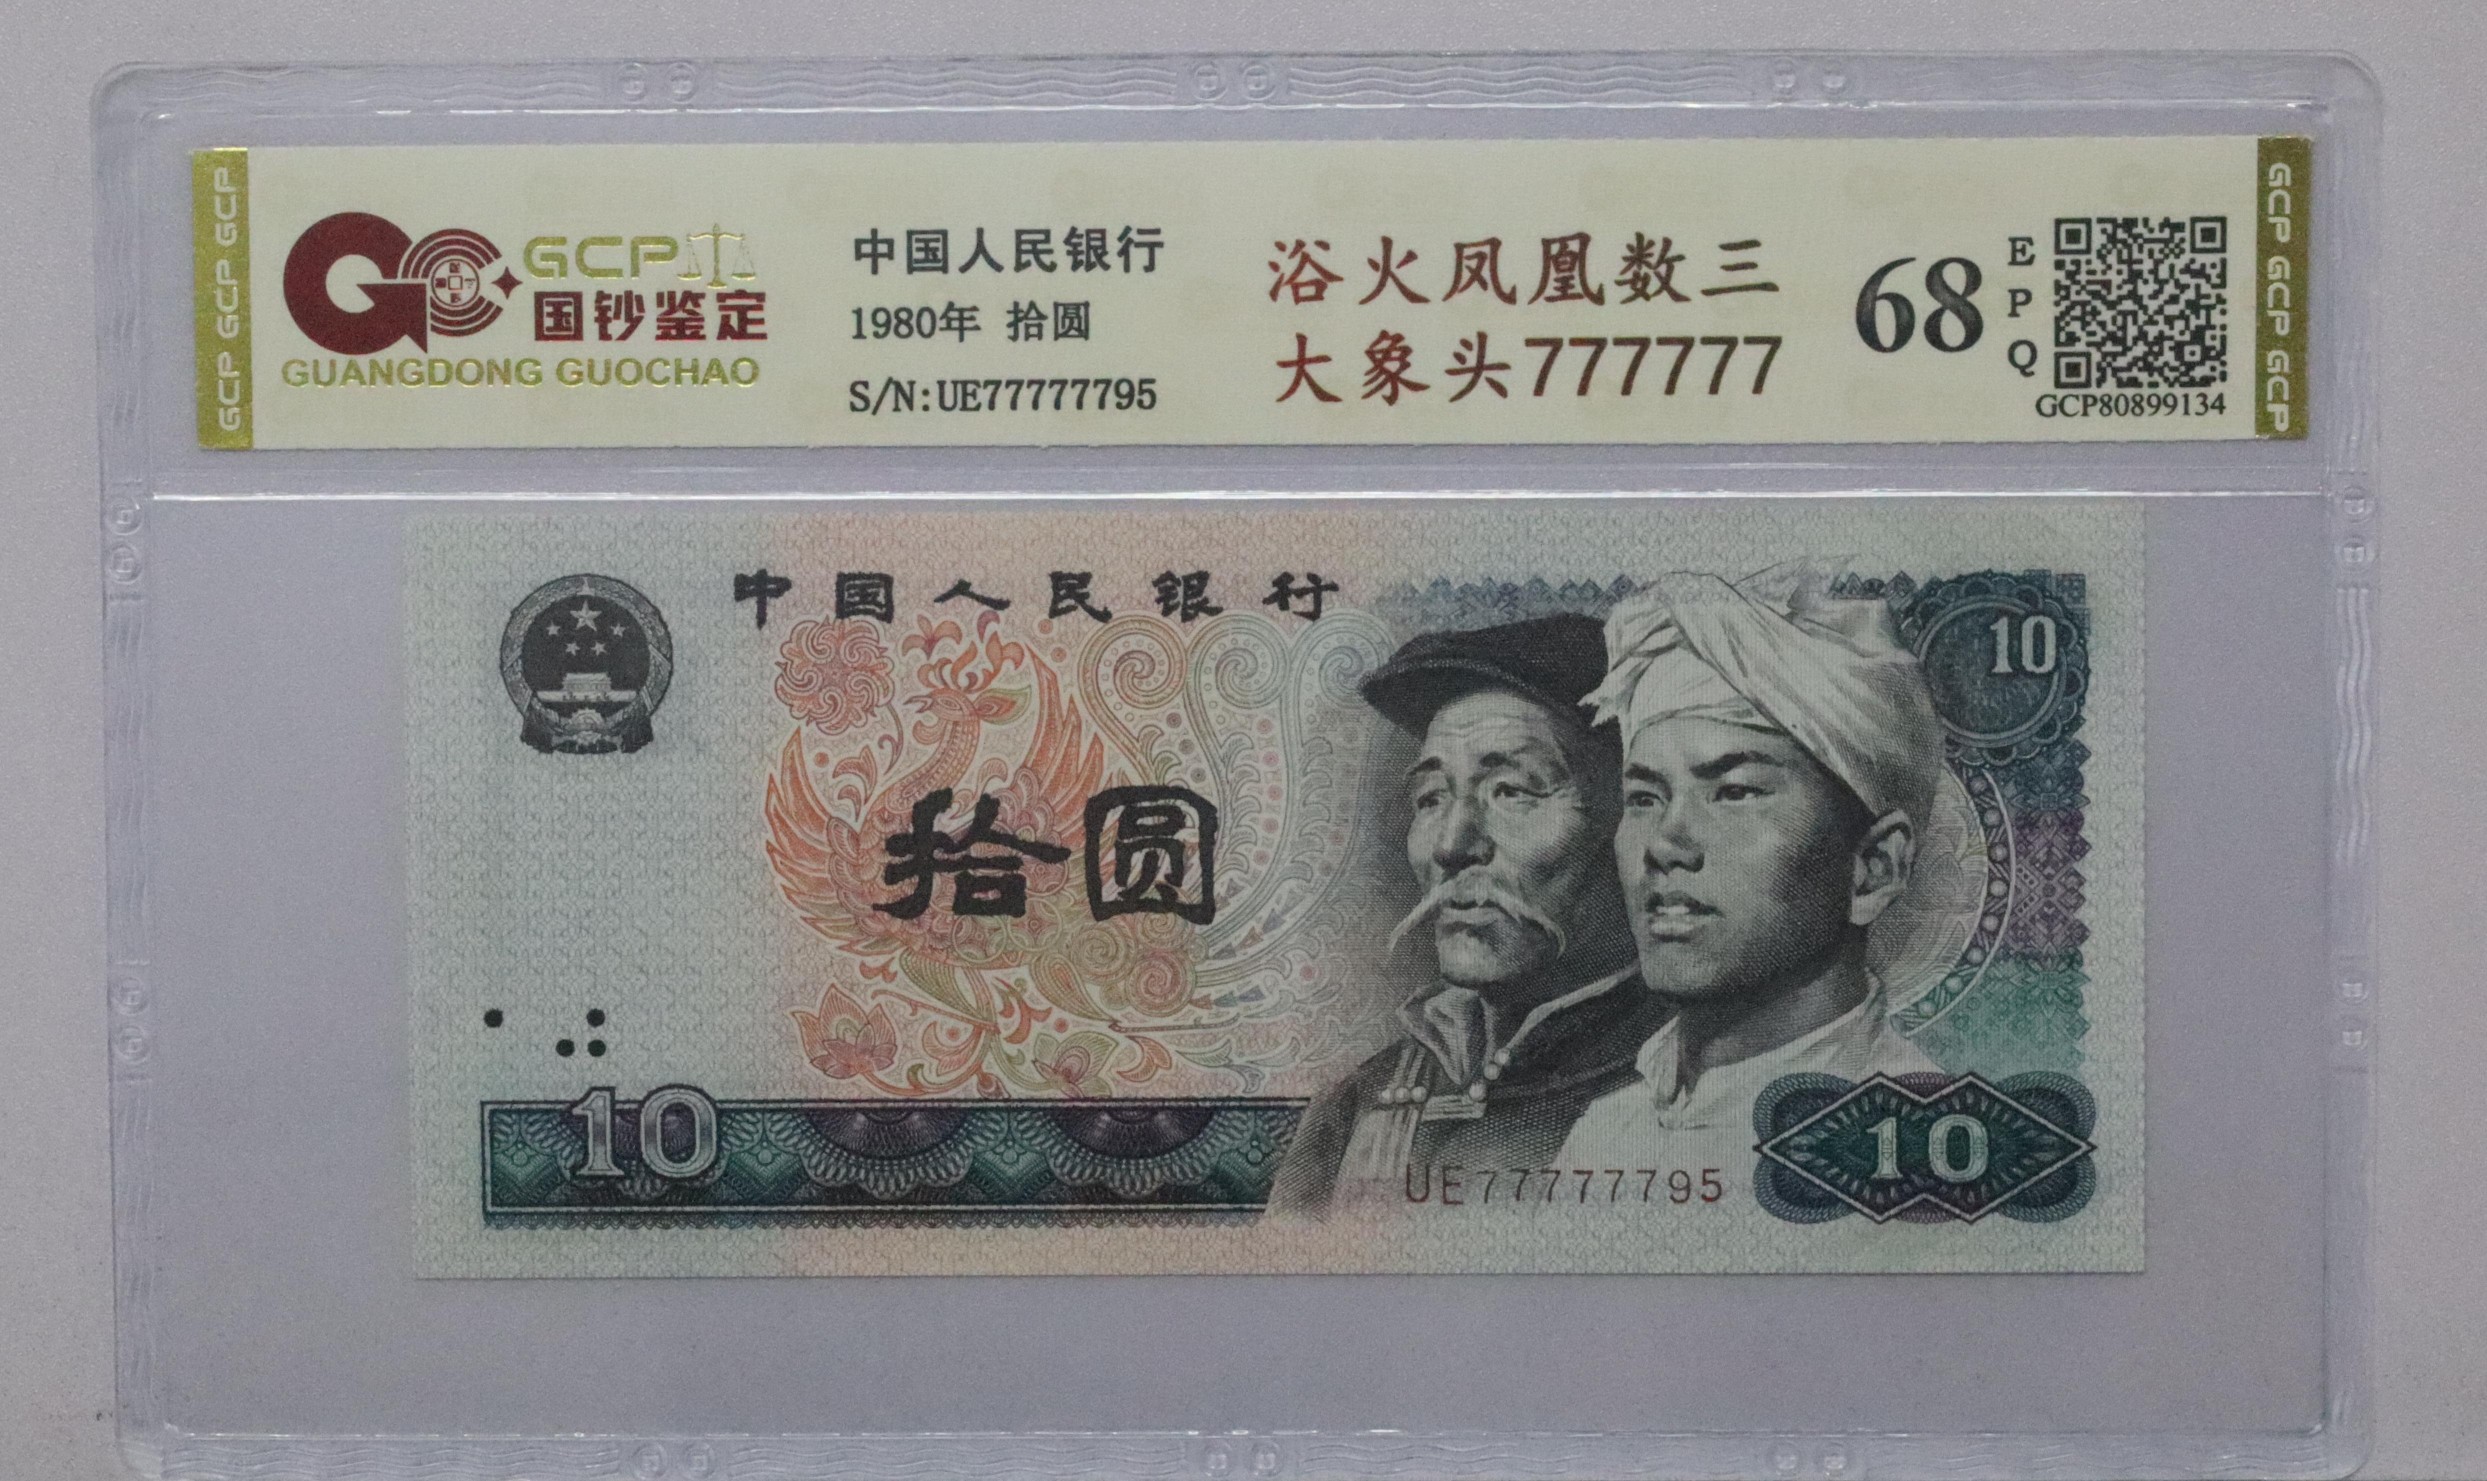 GCP GCP GCP
GCP
国钞鉴定
GUANGDONG GUOCHAO
中国人民银行
1980年 拾圆
S/N:UE77777795
浴火凤凰数三
大象头777777
68
E
P
Q
GCP80899134
GCP GCP GCP
中国人民银行
10
拾圆
10
UE77777795
10